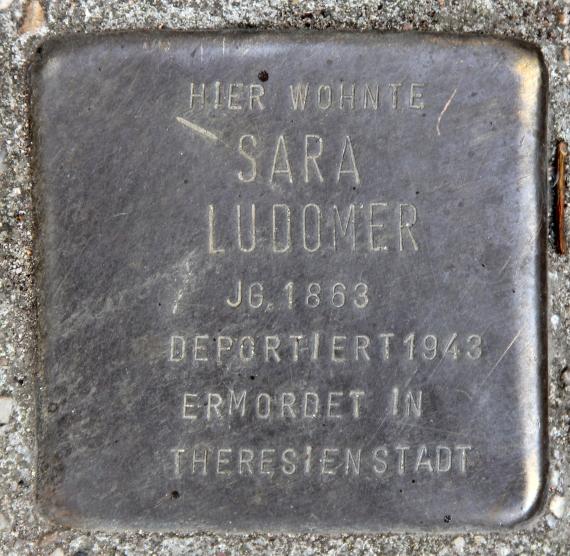 HIER WOHNTE
SARA
LUDOMER
JG. 1863
DEPORTIERT 1943
ERMORDET IN
THERESIENSTADT